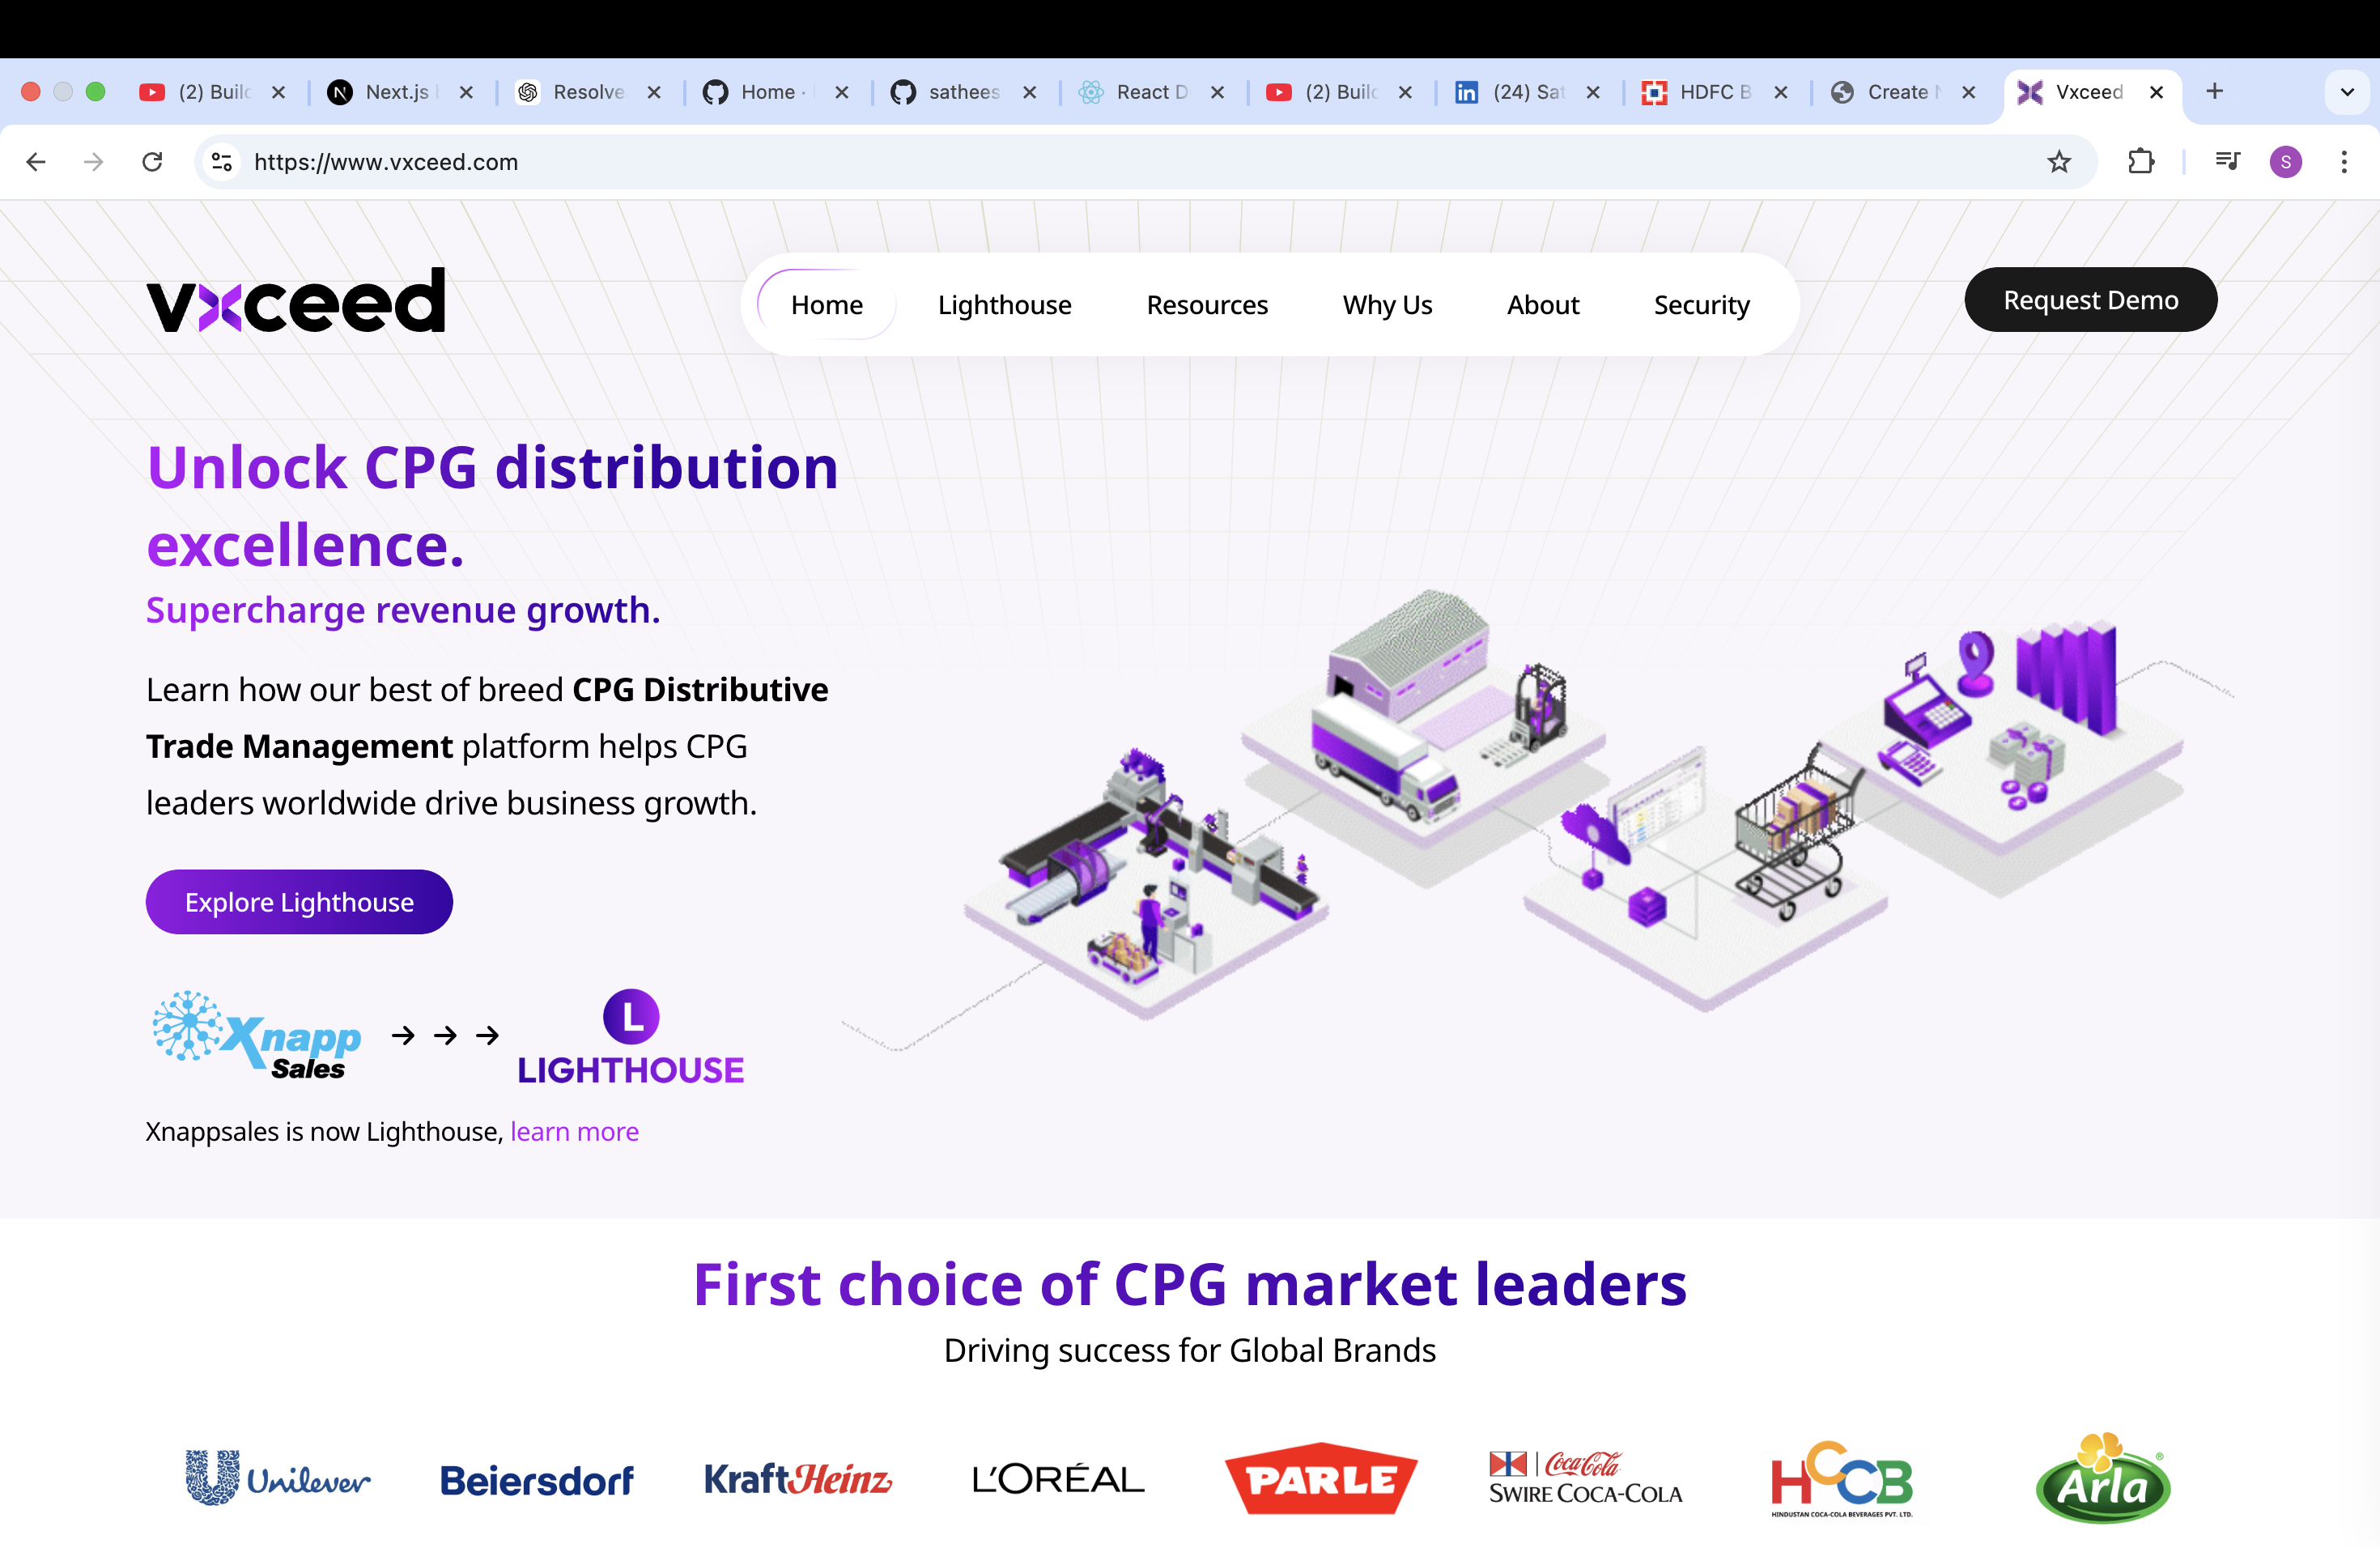 (2) Build
Next.js
Resolve
Home ·
sathees
React D
(2) Build
in
(24) Sat
HDFC B
Create
Vxceed
https://www.vxceed.com
S
vxceed
Home
Lighthouse
Resources
Why Us
About
Security
Request Demo
Unlock CPG distribution
excellence.
Supercharge revenue growth.
Learn how our best of breed CPG Distributive
Trade Management platform helps CPG
leaders worldwide drive business growth.
Explore Lighthouse
Xnapp
Sales
L
LIGHTHOUSE
Xnappsales is now Lighthouse, learn more
First choice of CPG market leaders
Driving success for Global Brands
Unilever
Beiersdorf
KraftHeinz
L'ORÉAL
PARLE
Coca-Cola
SWIRE COCA-COLA
HCCB
HINDUSTAN COCA-COLA BEVERAGES PVT. LTD.
Arla®